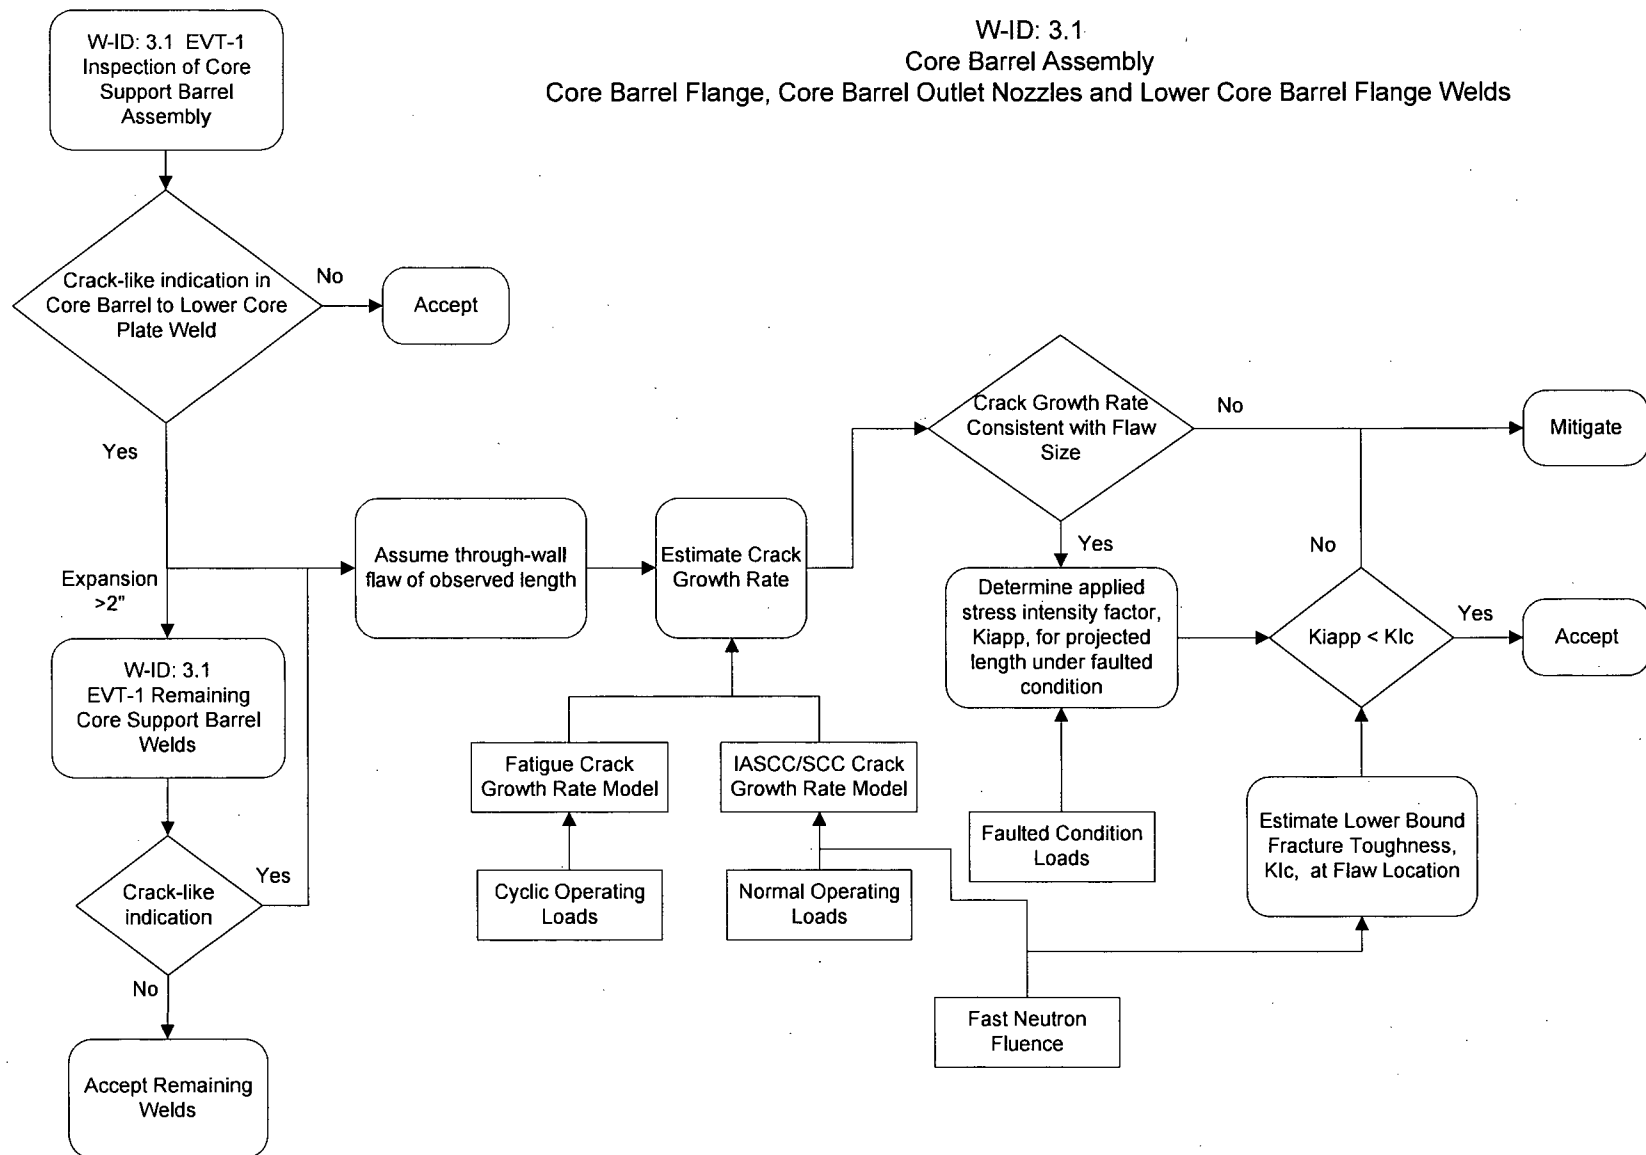 W-ID: 3.1
Core Barrel Assembly
Core Barrel Flange, Core Barrel Outlet Nozzles and Lower Core Barrel Flange Welds
W-ID: 3.1 EVT-1
Inspection of Core
Support Barrel
Assembly
Crack-like indication in
Core Barrel to Lower Core
Plate Weld
No
Accept
Yes
Expansion
>2"
W-ID: 3.1
EVT-1 Remaining
Core Support Barrel
Welds
Crack-like
indication
Yes
No
Accept Remaining
Welds
Assume through-wall
flaw of observed length
Estimate Crack
Growth Rate
Fatigue Crack
Growth Rate Model
IASCC/SCC Crack
Growth Rate Model
Cyclic Operating
Loads
Normal Operating
Loads
Crack Growth Rate
Consistent with Flaw
Size
No
Mitigate
Yes
Determine applied
stress intensity factor,
Kiapp, for projected
length under faulted
condition
No
Kiapp < KIc
Yes
Accept
Faulted Condition
Loads
Estimate Lower Bound
Fracture Toughness,
KIc, at Flaw Location
Fast Neutron
Fluence